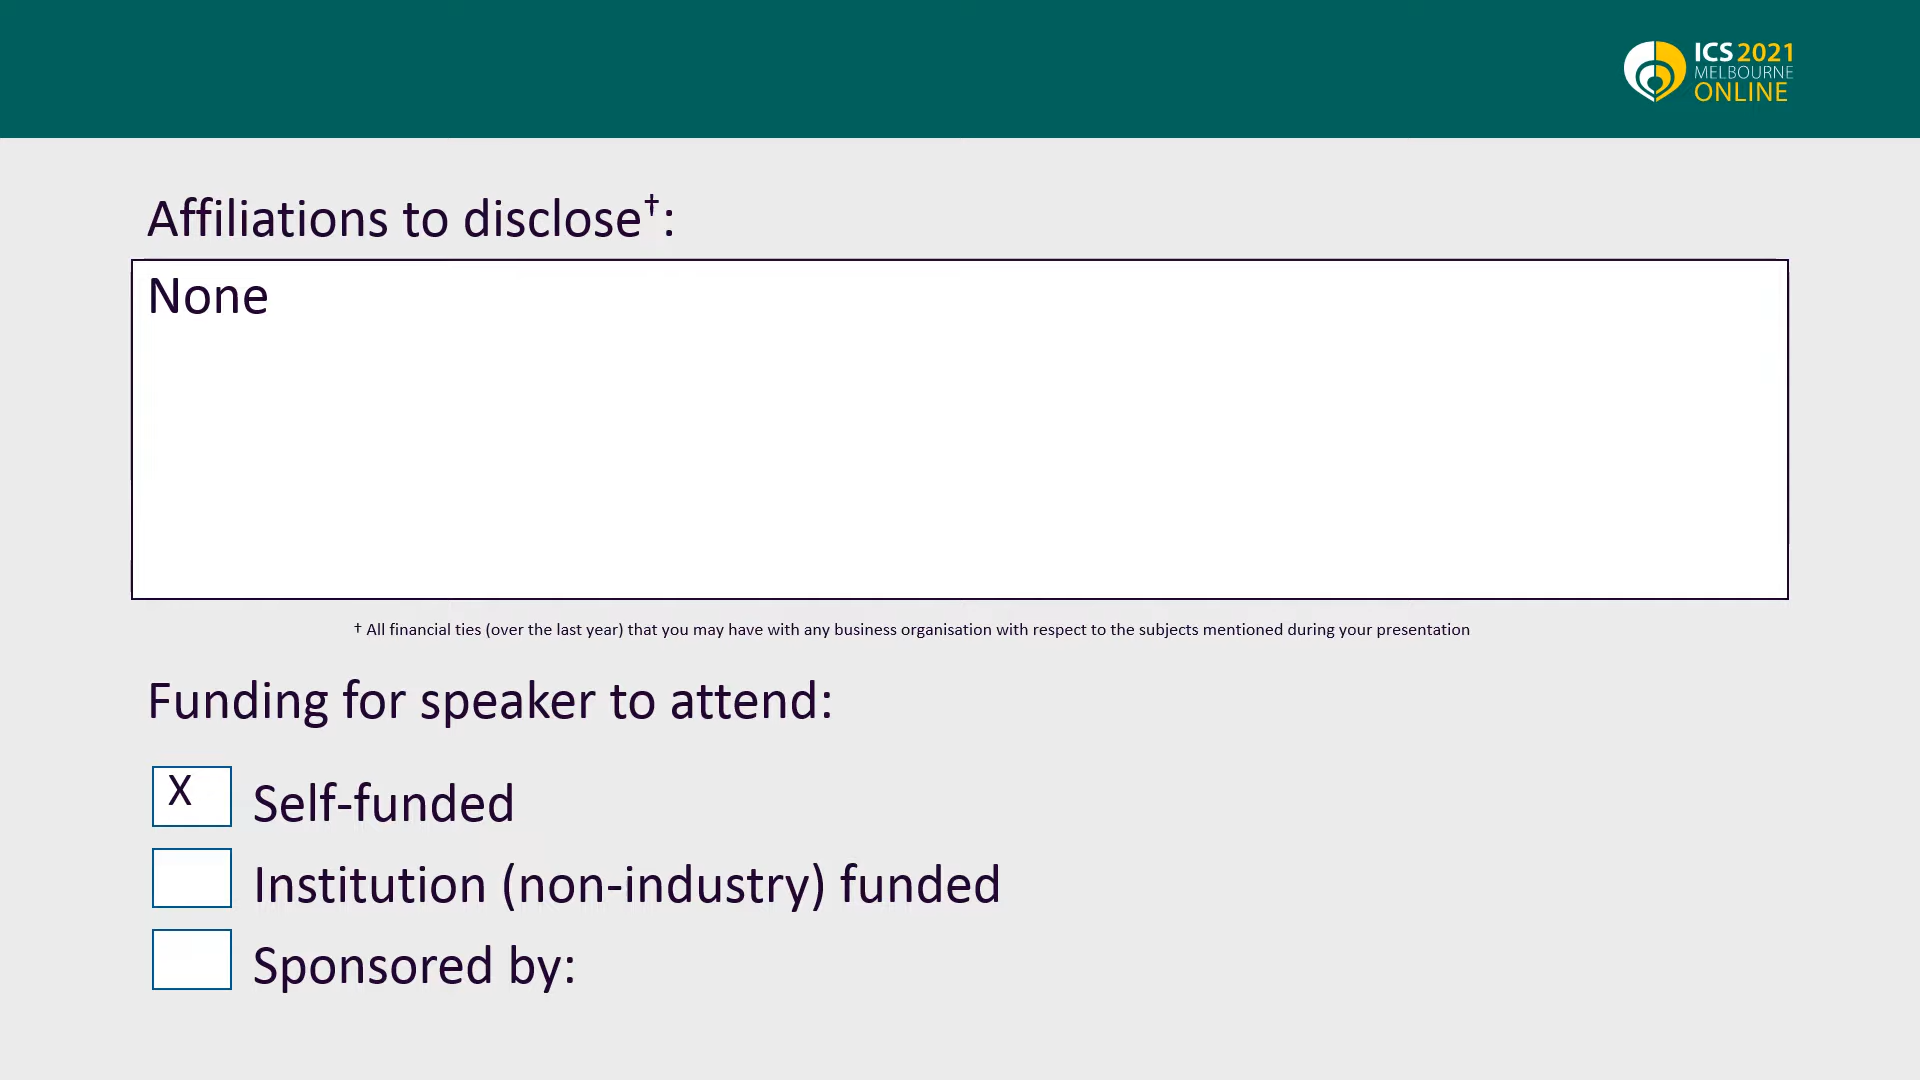 ICS 2021
MELBOURNE
ONLINE
Affiliations to disclose†:
None
† All financial ties (over the last year) that you may have with any business organisation with respect to the subjects mentioned during your presentation
Funding for speaker to attend:
X Self-funded
Institution (non-industry) funded
Sponsored by: